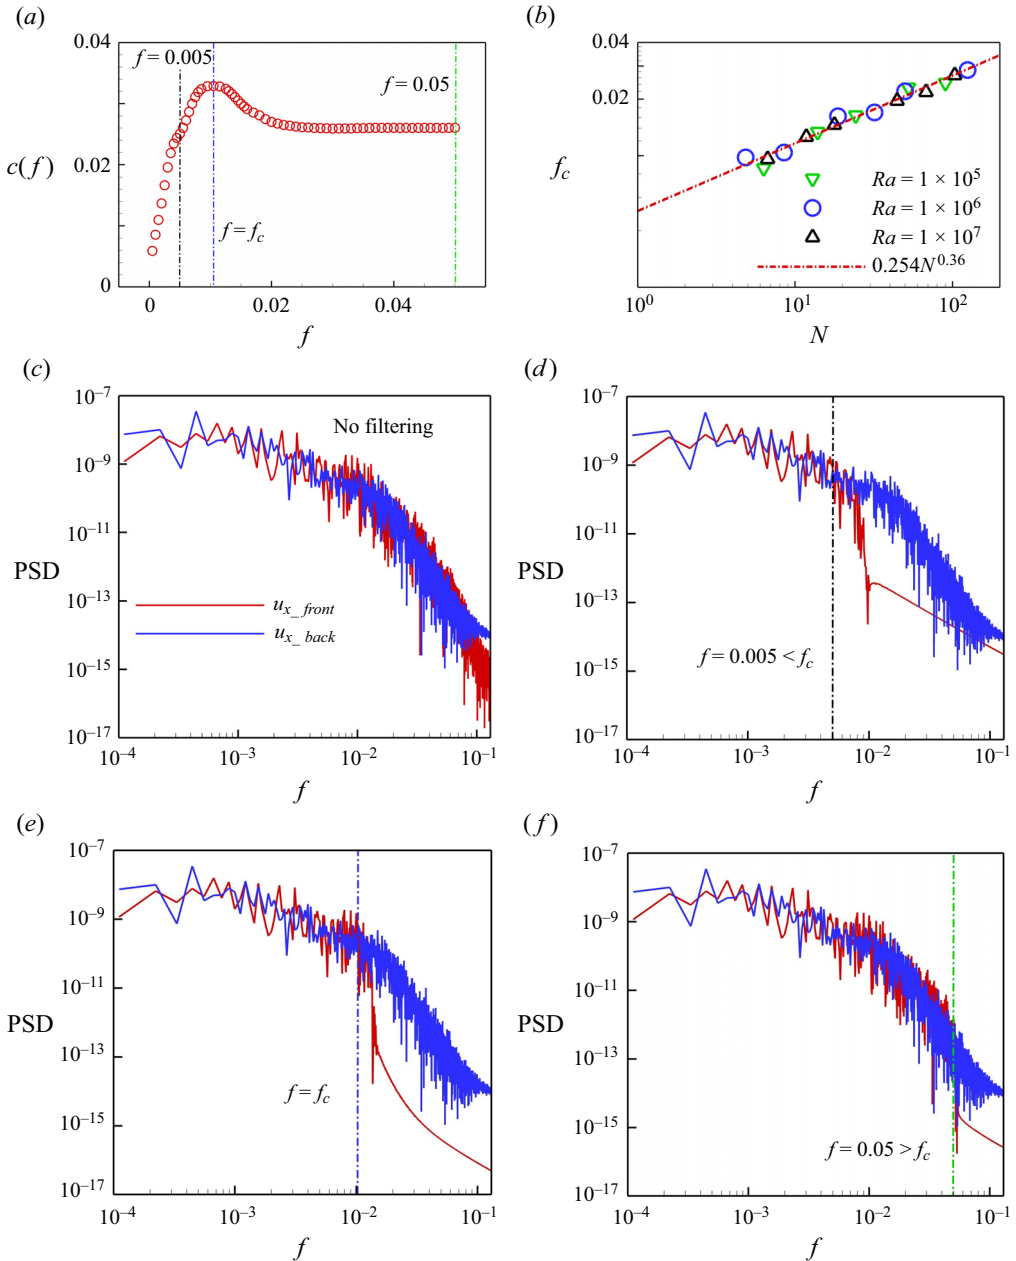 (a)
0.04
0.02
0
c(f)
f = 0.005
f = 0.05
f = f_c
0 0.02 0.04
f
(b)
0.04
0.02
f_c
Ra = 1 × 10^5
Ra = 1 × 10^6
Ra = 1 × 10^7
0.254N^0.36
10^0 10^1 10^2
N
(c)
10^–7
10^–9
10^–11
10^–13
10^–15
10^–17
PSD
No filtering
u_x_front
u_x_back
10^–4 10^–3 10^–2 10^–1
f
(d)
10^–7
10^–9
10^–11
10^–13
10^–15
10^–17
PSD
f = 0.005 < f_c
10^–4 10^–3 10^–2 10^–1
f
(e)
10^–7
10^–9
10^–11
10^–13
10^–15
10^–17
PSD
f = f_c
10^–4 10^–3 10^–2 10^–1
f
(f)
10^–7
10^–9
10^–11
10^–13
10^–15
10^–17
PSD
f = 0.05 > f_c
10^–4 10^–3 10^–2 10^–1
f